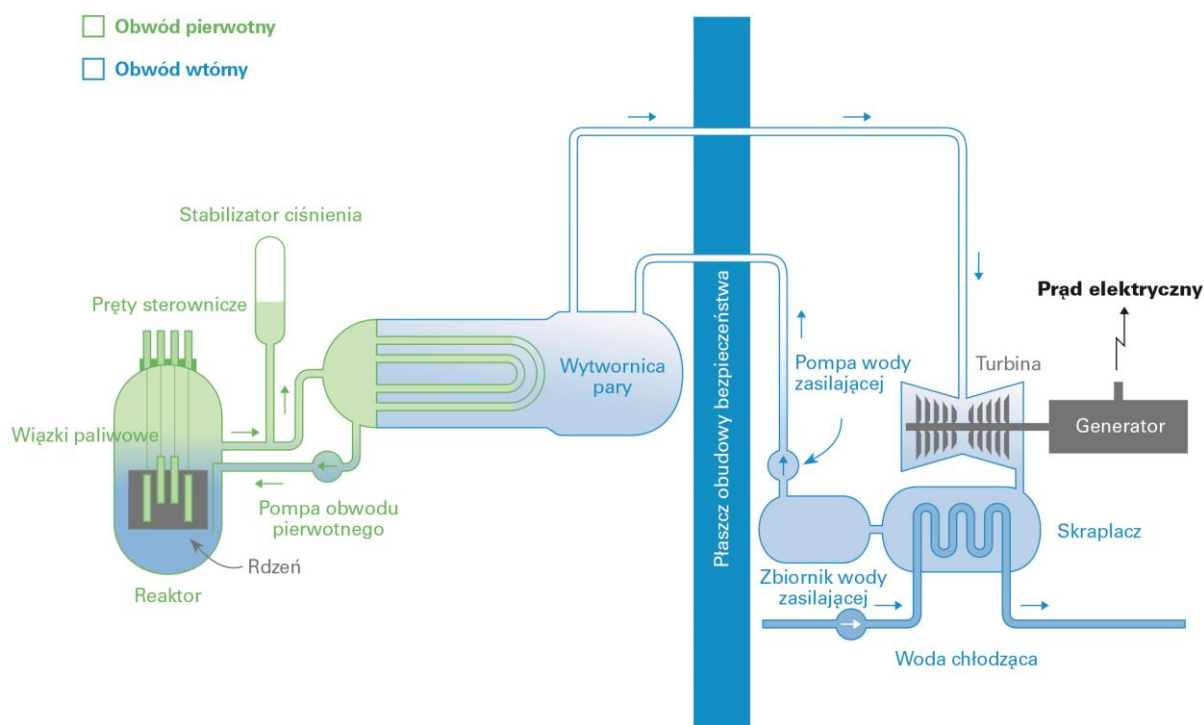 Obwód pierwotny
Obwód wtórny
Stabilizator ciśnienia
Pręty sterownicze
Wiązki paliwowe
Pompa obwodu
pierwotnego
Rdzeń
Reaktor
Wytwornica
pary
Płaszcz obudowy bezpieczeństwa
Pompa wody
zasilającej
Prąd elektryczny
Turbina
Generator
Skraplacz
Zbiornik wody
zasilającej
Woda chłodząca